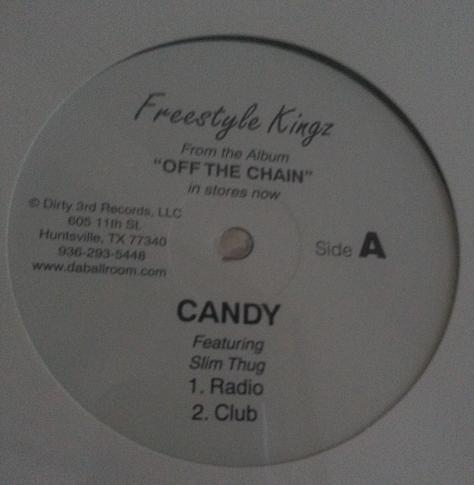 Freestyle Kingz
From the Album
"OFF THE CHAIN"
in stores now
© Dirty 3rd Records, LLC
605 11th St.
Huntsville, TX 77340
936-293-5448
www.daballroom.com
Side A
CANDY
Featuring
Slim Thug
1. Radio
2. Club